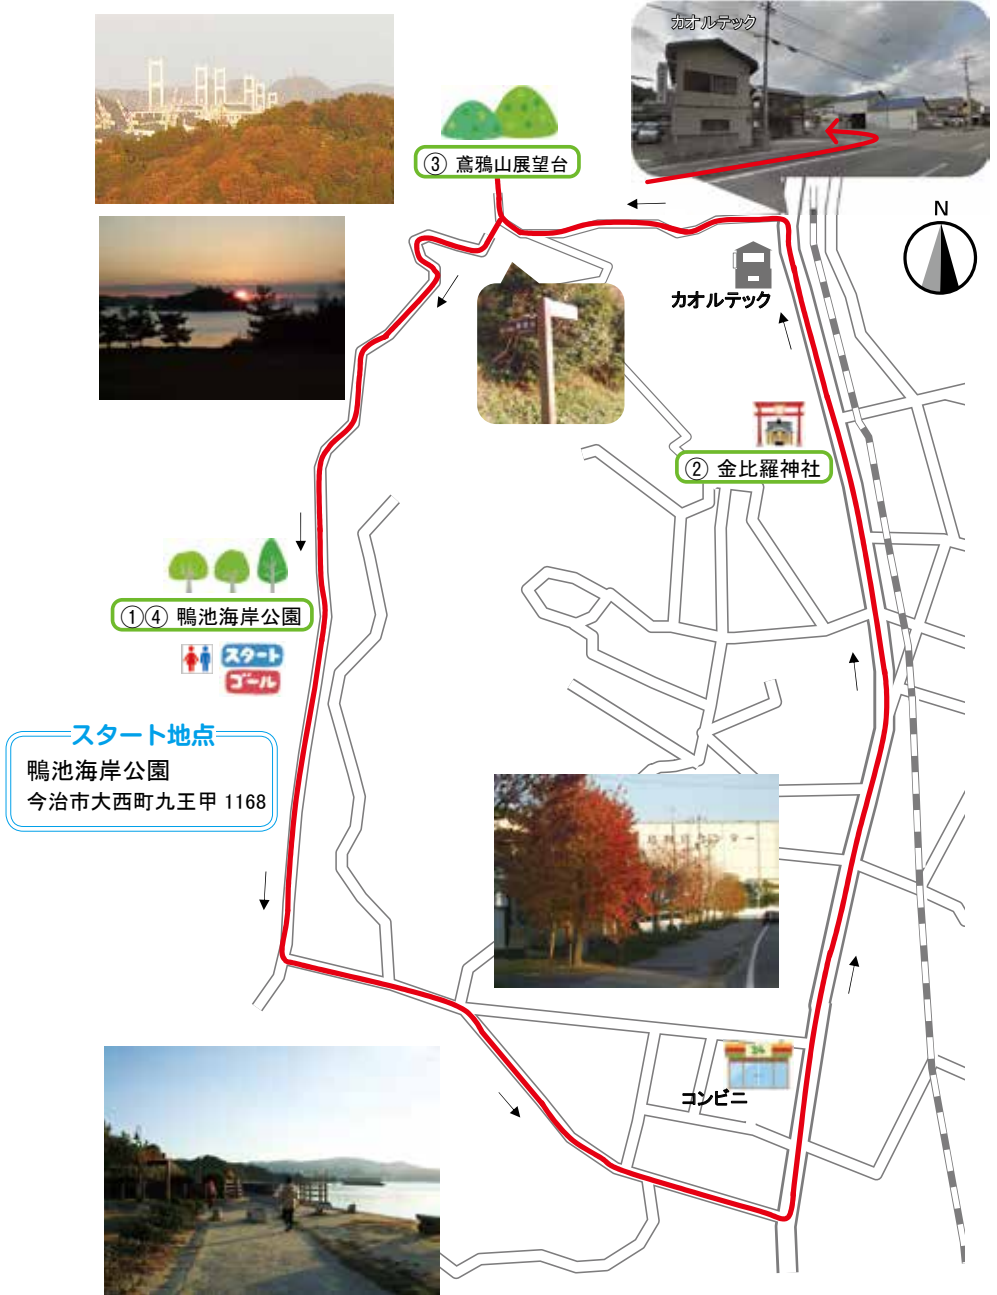 カオルテック
③ 鳶鴉山展望台
N
カオルテック
② 金比羅神社
①④ 鴨池海岸公園
スタート
ゴール
スタート地点
鴨池海岸公園
今治市大西町九王甲 1168
24
コンビニ